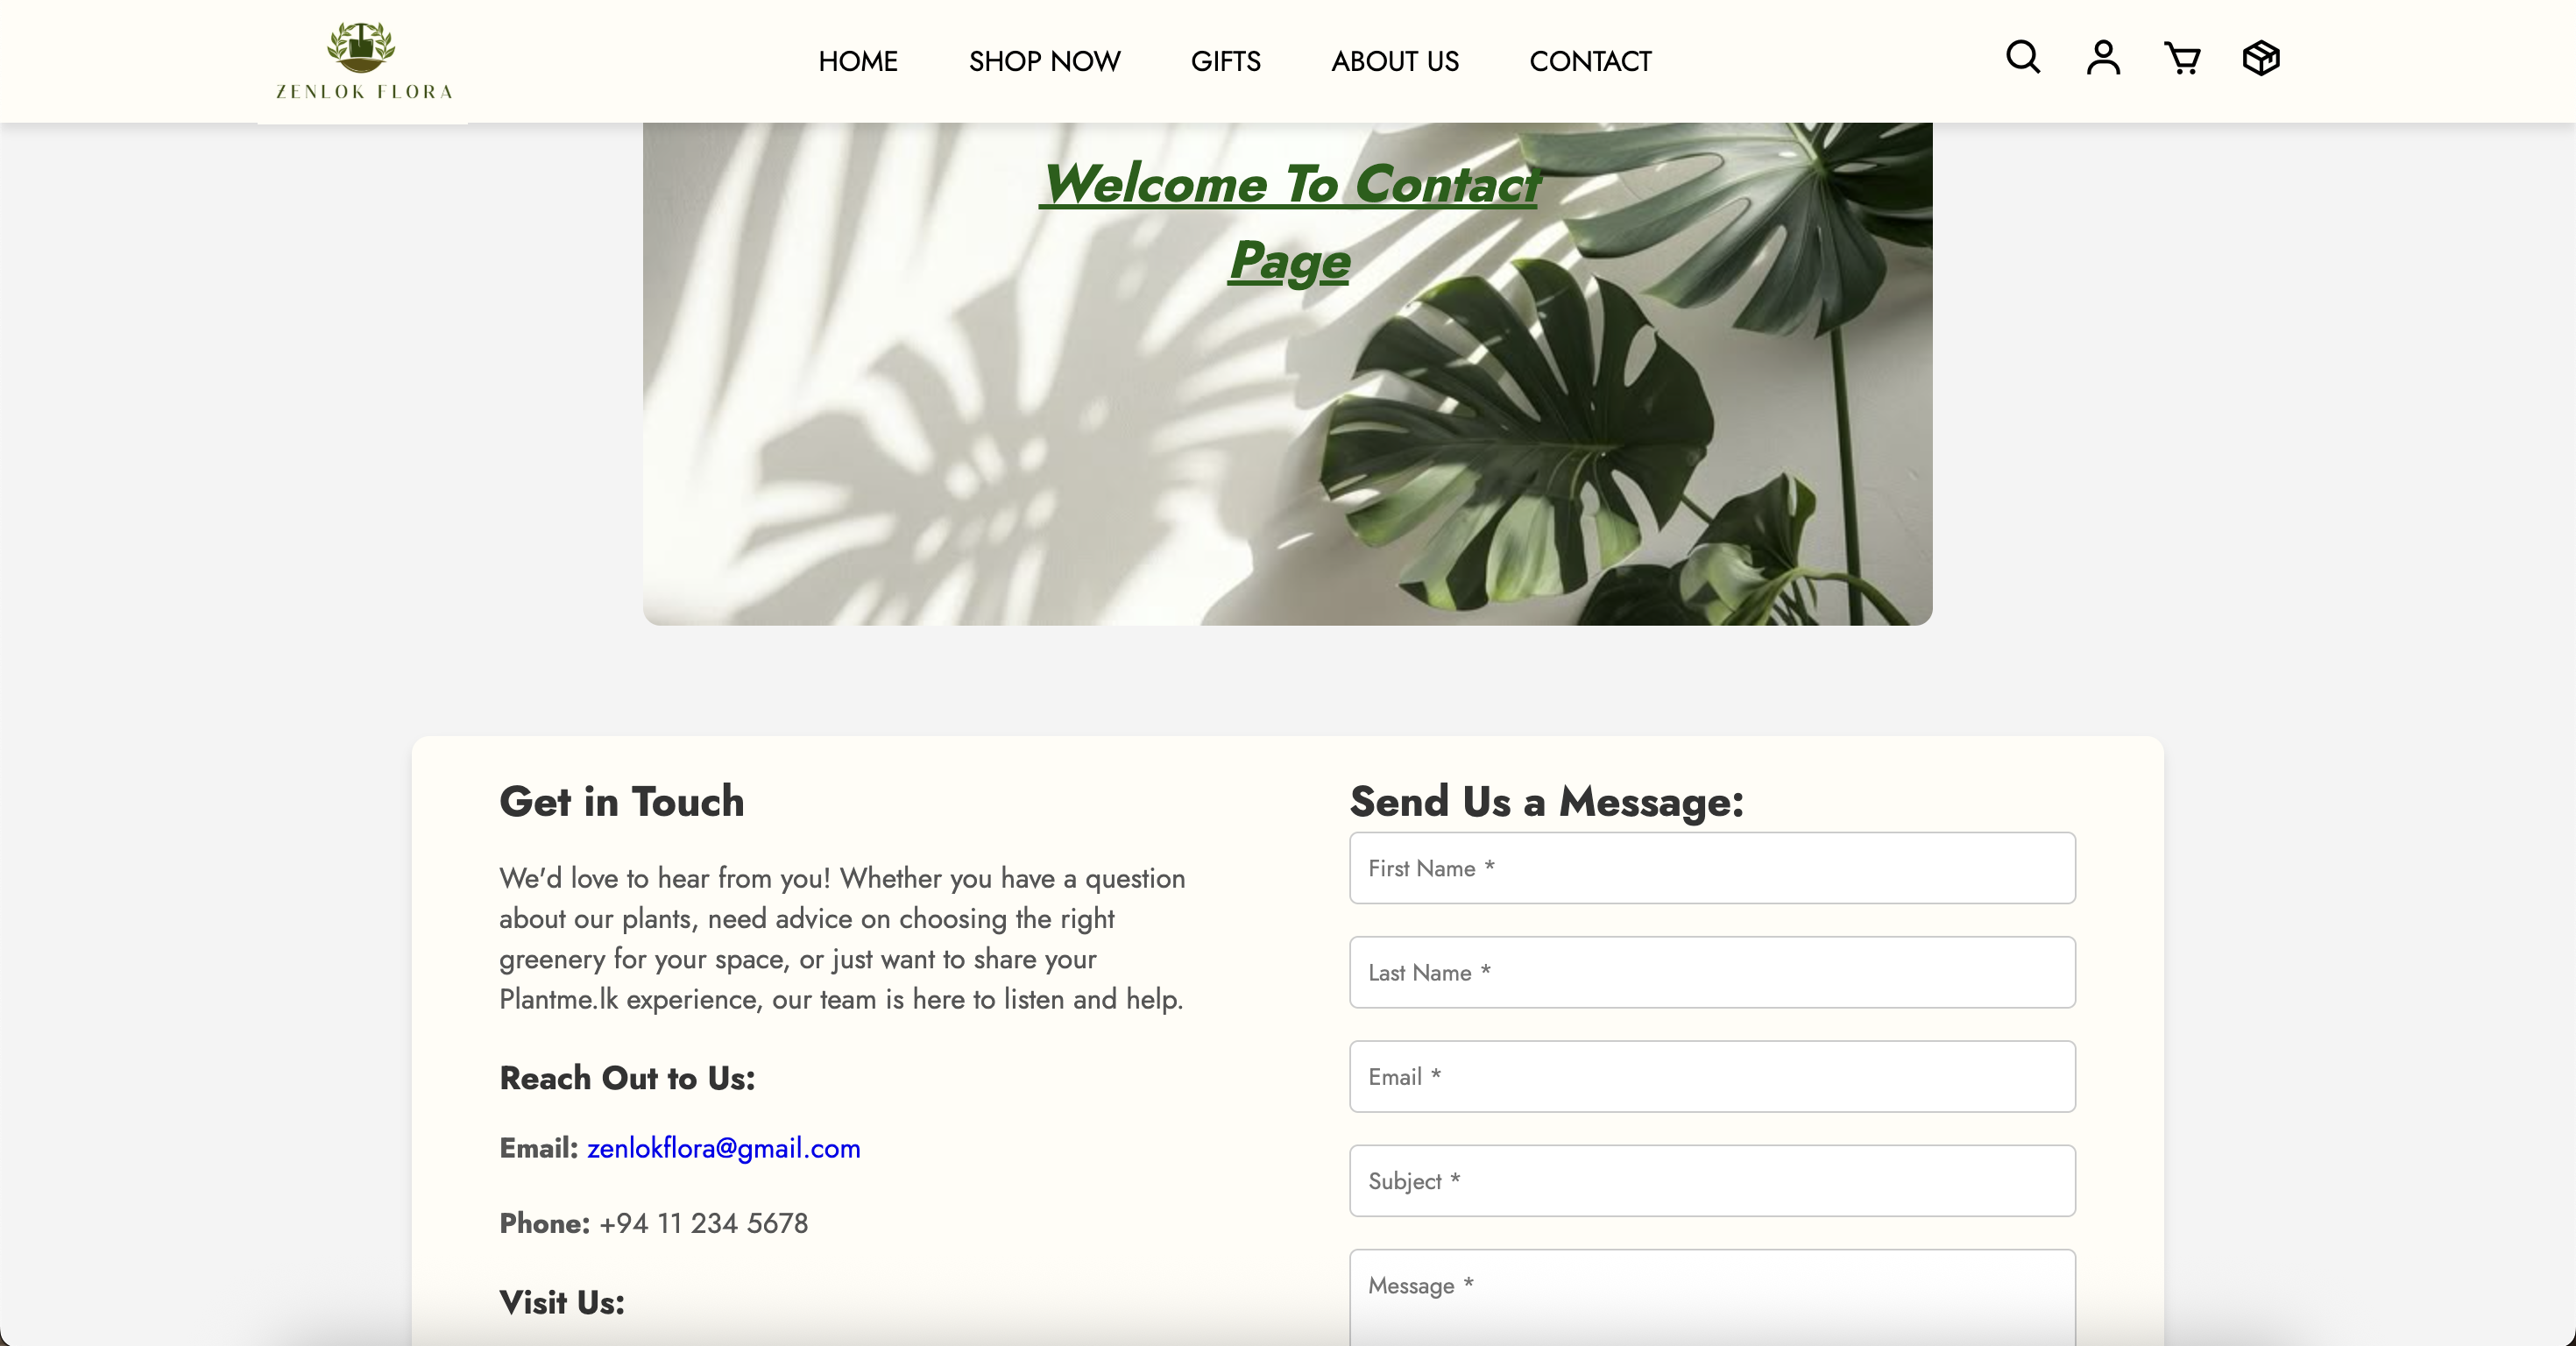 ZENLOK FLORA
HOME
SHOP NOW
GIFTS
ABOUT US
CONTACT
Welcome To Contact
Page
Get in Touch
We'd love to hear from you! Whether you have a question
about our plants, need advice on choosing the right
greenery for your space, or just want to share your
Plantme.lk experience, our team is here to listen and help.
Reach Out to Us:
Email: zenlokflora@gmail.com
Phone: +94 11 234 5678
Visit Us:
Send Us a Message:
First Name *
Last Name *
Email *
Subject *
Message *